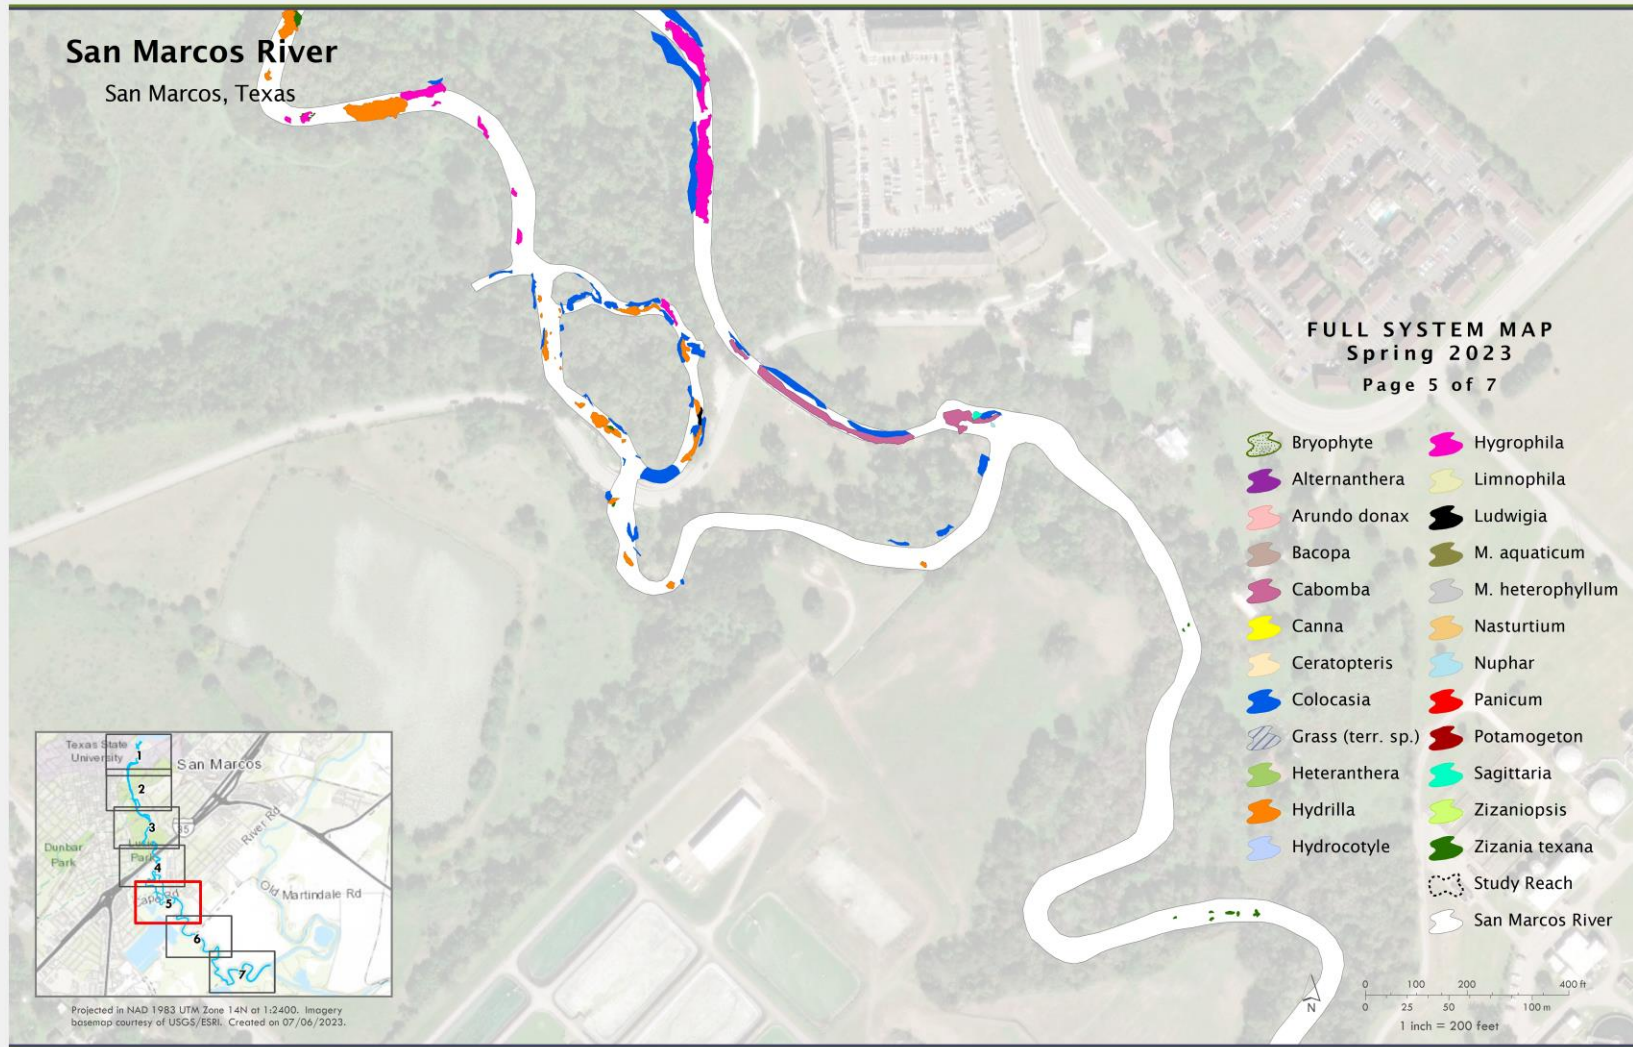 San Marcos River
San Marcos, Texas
FULL SYSTEM MAP
Spring 2023
Page 5 of 7
Bryophyte
Alternanthera
Arundo donax
Bacopa
Cabomba
Canna
Ceratopteris
Colocasia
Grass (terr. sp.)
Heteranthera
Hydrilla
Hydrocotyle
Hygrophila
Limnophila
Ludwigia
M. aquaticum
M. heterophyllum
Nasturtium
Nuphar
Panicum
Potamogeton
Sagittaria
Zizaniopsis
Zizania texana
Study Reach
San Marcos River
N
0 100 200 400 ft
0 25 50 100 m
1 inch = 200 feet
Texas State
University
San Marcos
1
2
3
35
River Rd
Dunbar
Park
Park
4
Old Martindale Rd
5
6
7
Projected in NAD 1983 UTM Zone 14N at 1:2400. Imagery
basemap courtesy of USGS/ESRI. Created on 07/06/2023.